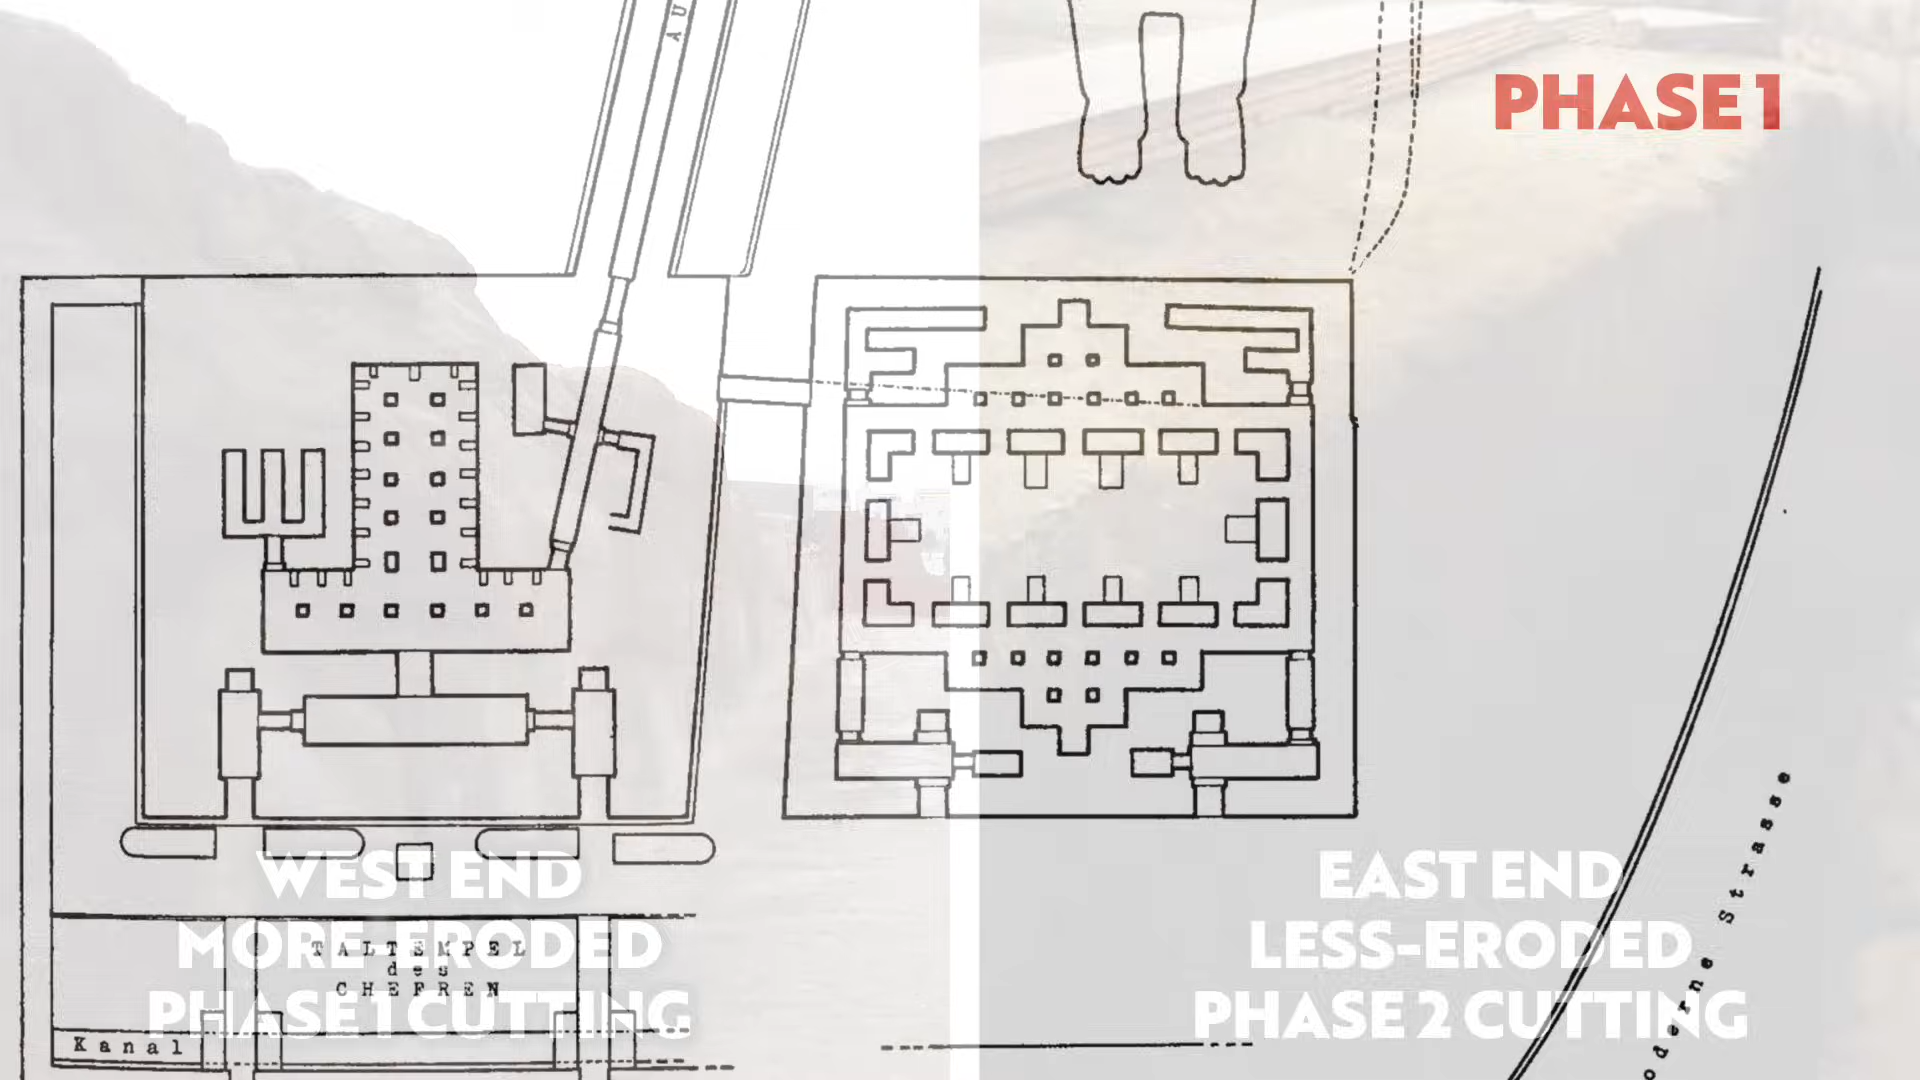 A U
PHASE 1
WEST END
MORE-ERODED
PHASE 1 CUTTING
EAST END
LESS-ERODED
PHASE 2 CUTTING
TALTEMPEL
des
CHEFREN
Kanal
oderne Strasse